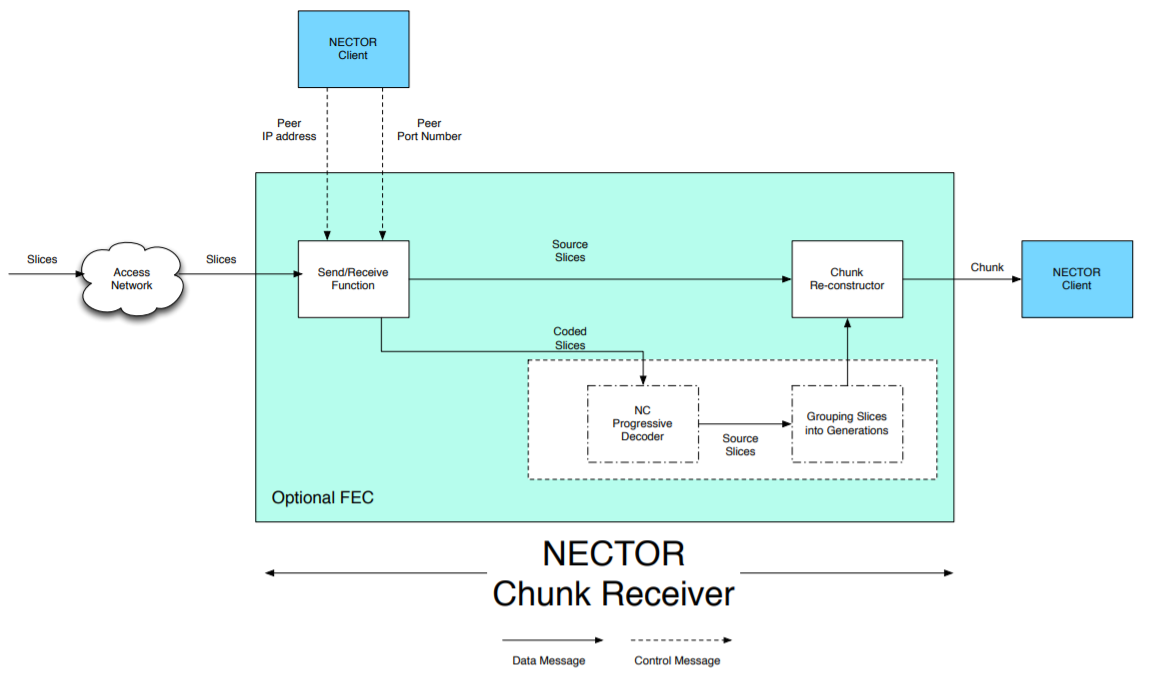 NECTOR
Client
Peer
IP address
Peer
Port Number
Slices
Access
Network
Slices
Send/Receive
Function
Source
Slices
Chunk
Re-constructor
Chunk
NECTOR
Client
Coded
Slices
NC
Progressive
Decoder
Source
Slices
Grouping Slices
into Generations
Optional FEC
NECTOR
Chunk Receiver
Data Message
Control Message